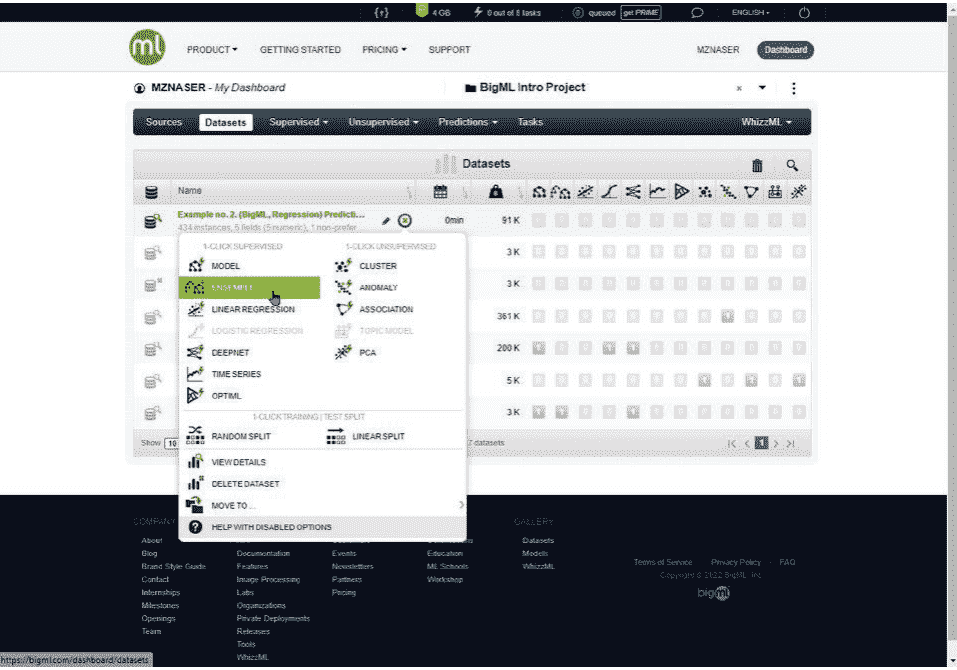 4 GB 0 out of 8 tasks queued get PRIME ENGLISH
ml PRODUCT GETTING STARTED PRICING SUPPORT MZNASER Dashboard
MZNASER - My Dashboard BigML Intro Project x
Sources Datasets Supervised Unsupervised Predictions Tasks WhizzML
Datasets
Name
Example no. 2. (BigML, Regression) Predicti... 0min 91 K
434 instances, 5 fields (5 numeric), 1 non-prefer
1-CLICK SUPERVISED 1-CLICK UNSUPERVISED
3 K
MODEL CLUSTER
ENSEMBLE ANOMALY
3 K
LINEAR REGRESSION ASSOCIATION
361 K
LOGISTIC REGRESSION TOPIC MODEL
DEEPNET PCA
200 K
TIME SERIES
5 K
OPTIML
1-CLICK TRAINING | TEST SPLIT
3 K
RANDOM SPLIT LINEAR SPLIT
Show 10 7 datasets 1
VIEW DETAILS
DELETE DATASET
MOVE TO ...
COMPANY GALLERY
HELP WITH DISABLED OPTIONS
About Datasets
Blog Documentation Events Education Models
Brand Style Guide Features Newsletters ML Schools WhizzML
Terms of Service Privacy Policy FAQ
Contact Image Processing Partners Workshop
Copyright © 2022 BigML, Inc
Internships Labs Pricing
bigml
Milestones Organizations
Openings Private Deployments
Team Releases
Tools
WhizzML
https://bigml.com/dashboard/datasets